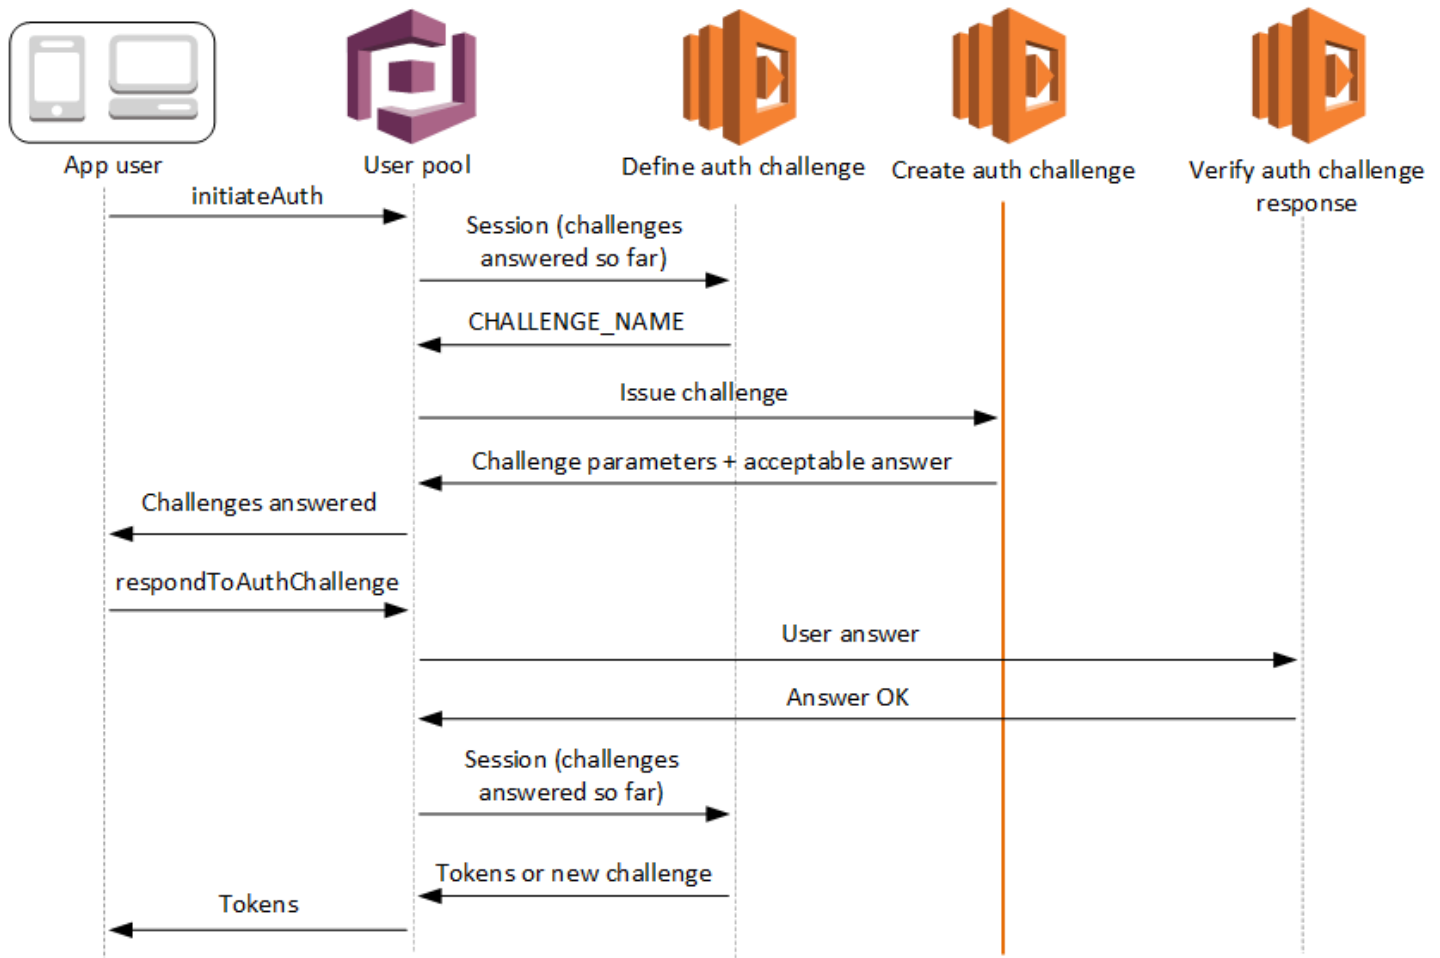 App user
User pool
Define auth challenge
Create auth challenge
Verify auth challenge
response
initiateAuth
Session (challenges
answered so far)
CHALLENGE_NAME
Issue challenge
Challenge parameters + acceptable answer
Challenges answered
respondToAuthChallenge
User answer
Answer OK
Session (challenges
answered so far)
Tokens or new challenge
Tokens